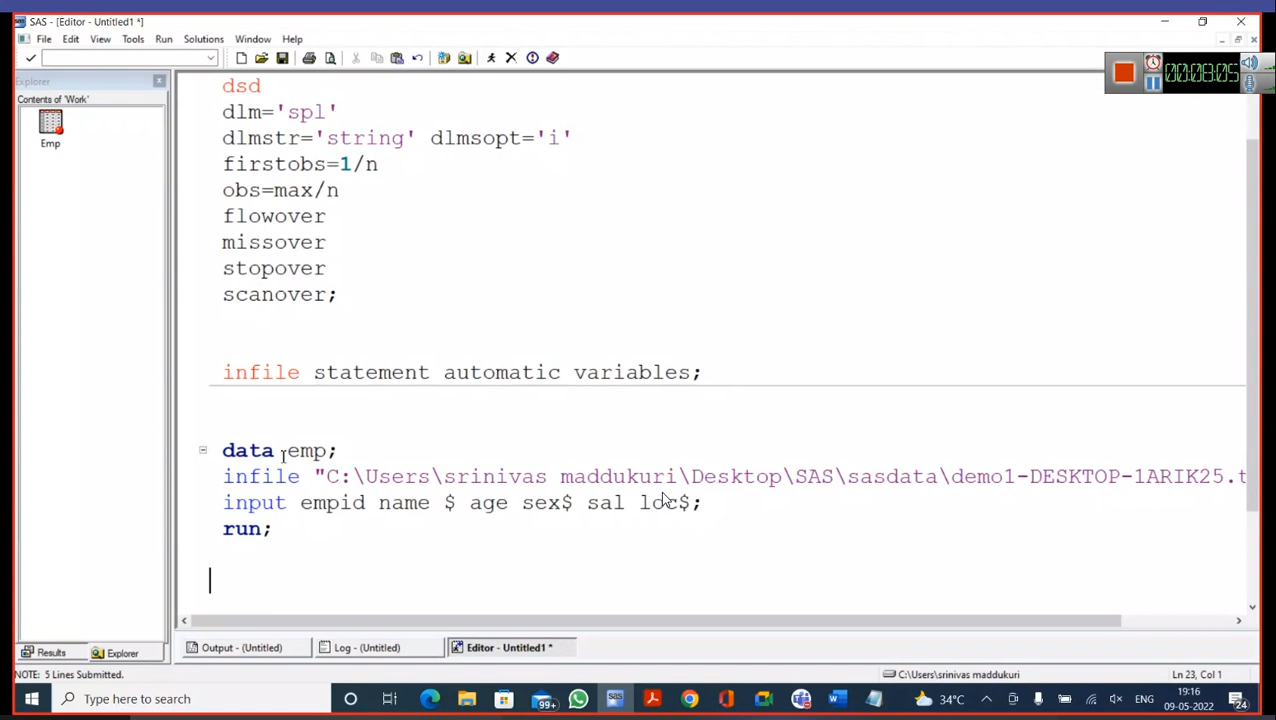 SAS - [Editor - Untitled1 *]
File Edit View Tools Run Solutions Window Help
Explorer
Contents of 'Work'
Emp
dsd
dlm='spl'
dlmstr='string' dlmsopt='i'
firstobs=1/n
obs=max/n
flowover
missover
stopover
scanover;
infile statement automatic variables;
data emp;
infile "C:\Users\srinivas maddukuri\Desktop\SAS\sasdata\demo1-DESKTOP-1ARIK25.t
input empid name $ age sex$ sal loc$;
run;
Results Explorer
Output - (Untitled) Log - (Untitled) Editor - Untitled1 *
NOTE: 5 Lines Submitted. C:\Users\srinivas maddukuri Ln 23, Col 1
Type here to search 99+ 34°C ENG 19:16
09-05-2022 24